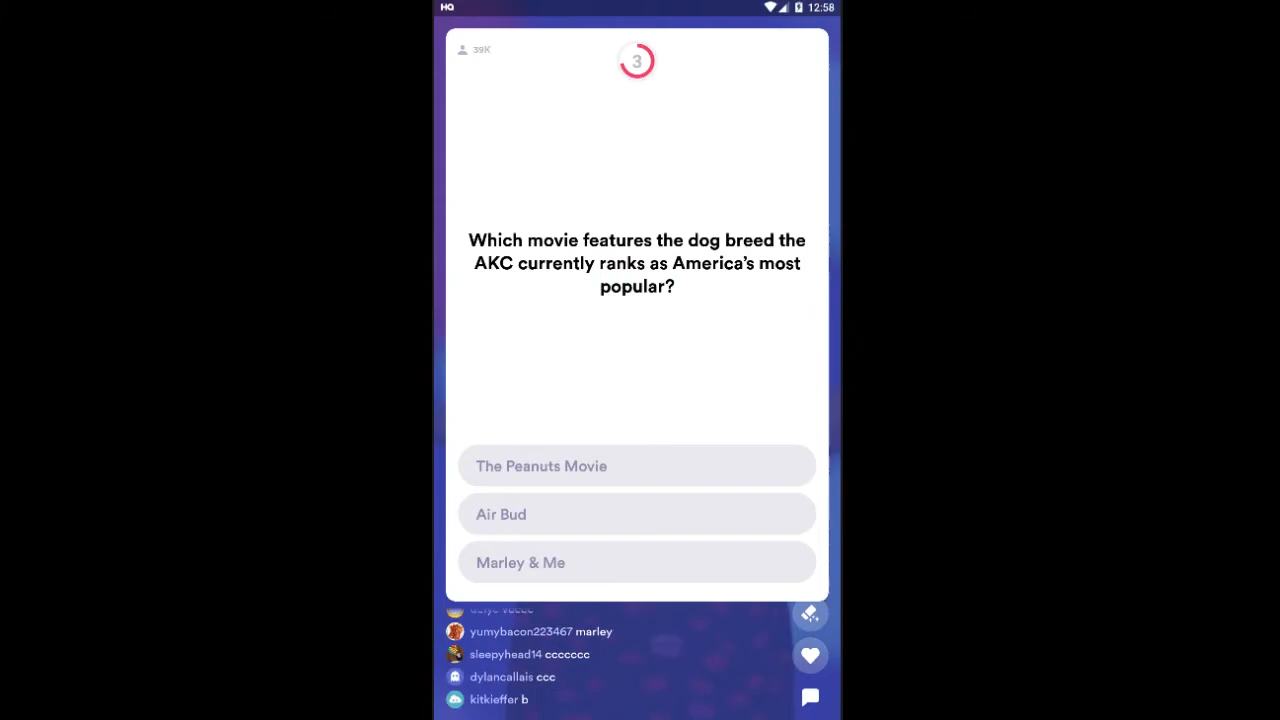 HQ
12:58
39K
3
Which movie features the dog breed the
AKC currently ranks as America's most
popular?
The Peanuts Movie
Air Bud
Marley & Me
yumybacon223467 marley
sleepyhead14 ccccccc
dylancallais ccc
kitkieffer b